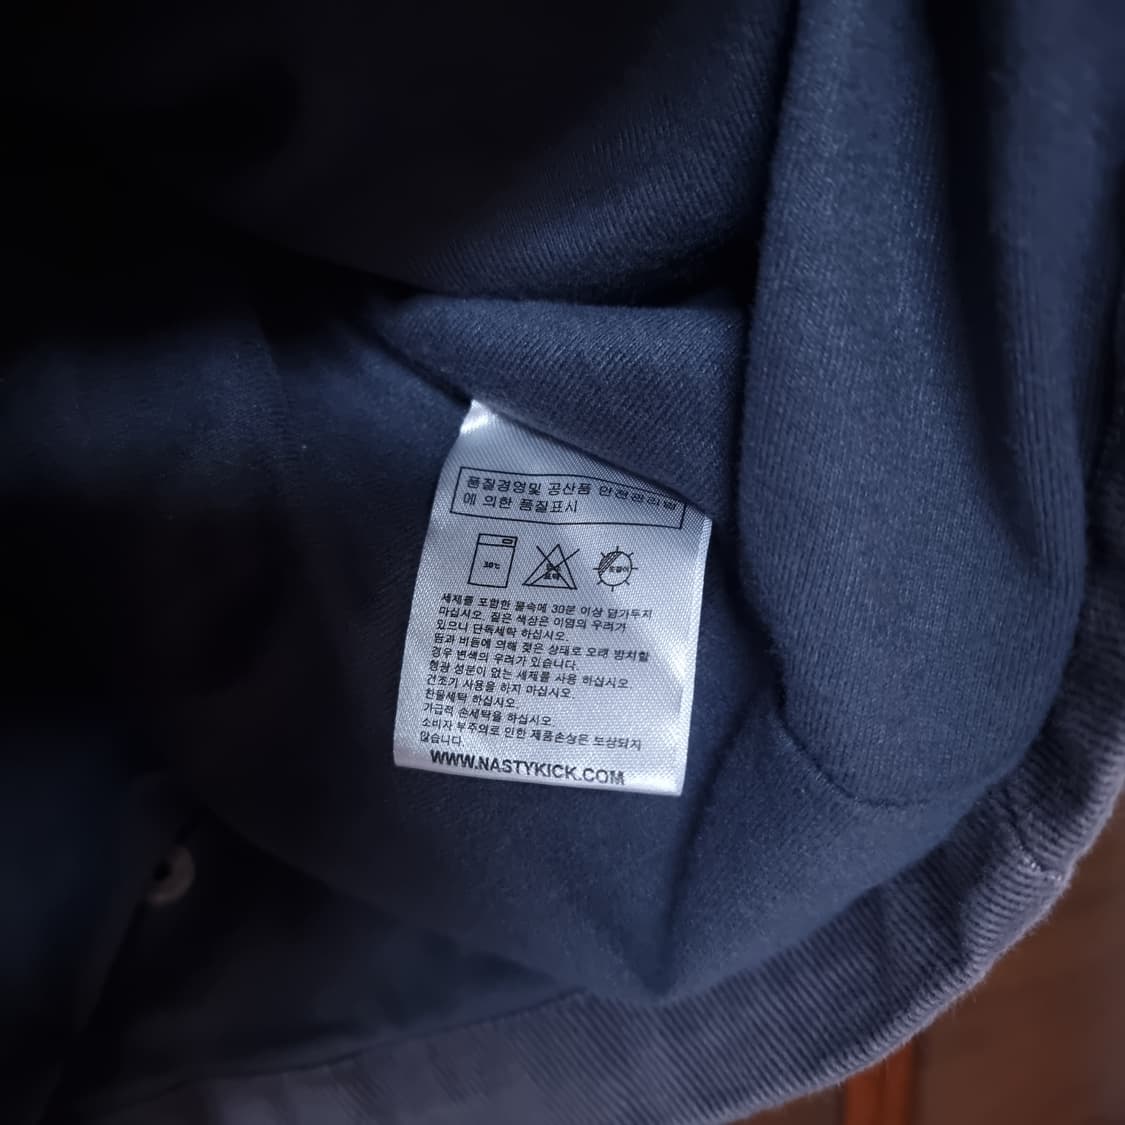 품질경영및 공산품 안전관리법
에 의한 품질표시
30℃
염소
표백
옷걸이
세제를 포함한 물속에 30분 이상 담가두지
마십시오. 짙은 색상은 이염의 우려가
있으니 단독세탁 하십시오.
땀과 비등에 의해 젖은 상태로 오래 방치할
경우 변색의 우려가 있습니다.
형광 성분이 없는 세제를 사용 하십시오.
건조기 사용을 하지 마십시오.
찬물세탁 하십시오.
가급적 손세탁을 하십시오.
소비자 부주의로 인한 제품손상은 보상되지
않습니다.
WWW.NASTYKICK.COM